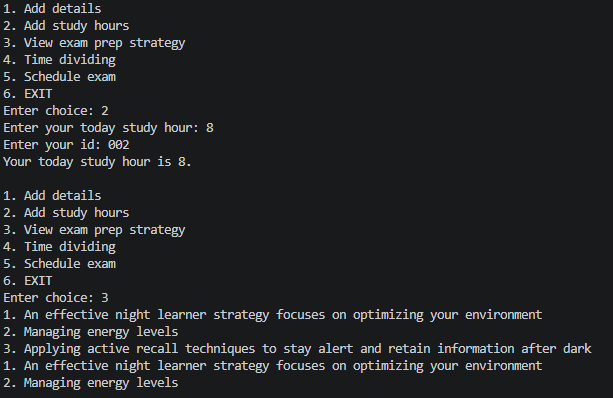 1. Add details
2. Add study hours
3. View exam prep strategy
4. Time dividing
5. Schedule exam
6. EXIT
Enter choice: 2
Enter your today study hour: 8
Enter your id: 002
Your today study hour is 8.

1. Add details
2. Add study hours
3. View exam prep strategy
4. Time dividing
5. Schedule exam
6. EXIT
Enter choice: 3
1. An effective night learner strategy focuses on optimizing your environment
2. Managing energy levels
3. Applying active recall techniques to stay alert and retain information after dark
1. An effective night learner strategy focuses on optimizing your environment
2. Managing energy levels